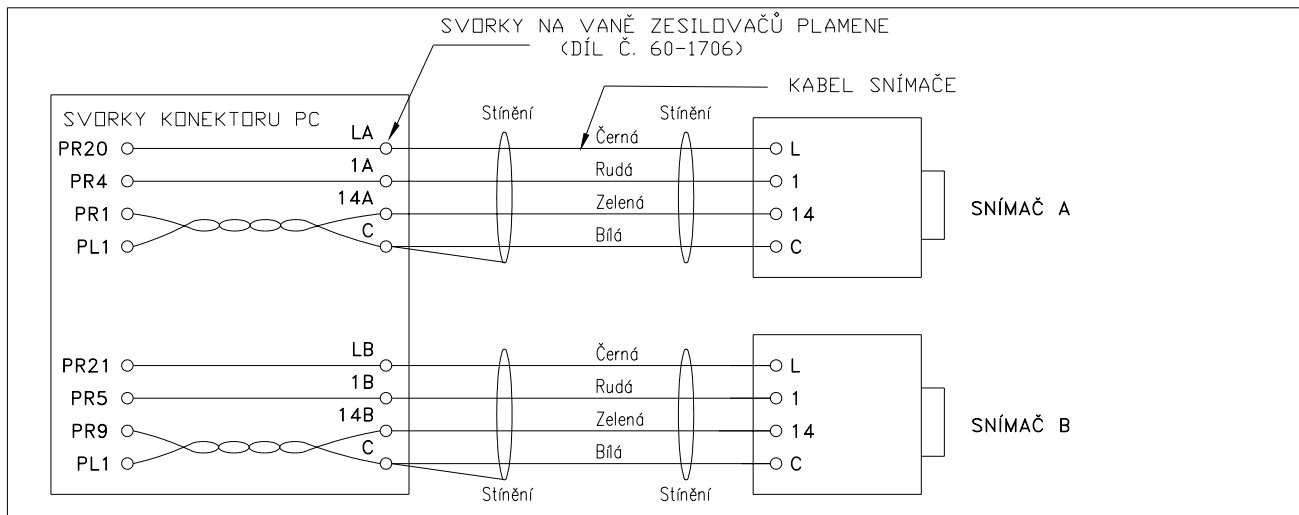 SVORKY NA VANĚ ZESILOVAČŮ PLAMENE
(DÍL Č. 60-1706)
KABEL SNÍMAČE
SVORKY KONEKTORU PC
Stínění
Stínění
LA
Černá
PR20
L
1A
Rudá
PR4
1
14A
Zelená
PR1
14
SNÍMAČ A
C
Bílá
PL1
C
LB
Černá
PR21
L
1B
Rudá
PR5
1
14B
Zelená
PR9
14
SNÍMAČ B
C
Bílá
PL1
C
Stínění
Stínění